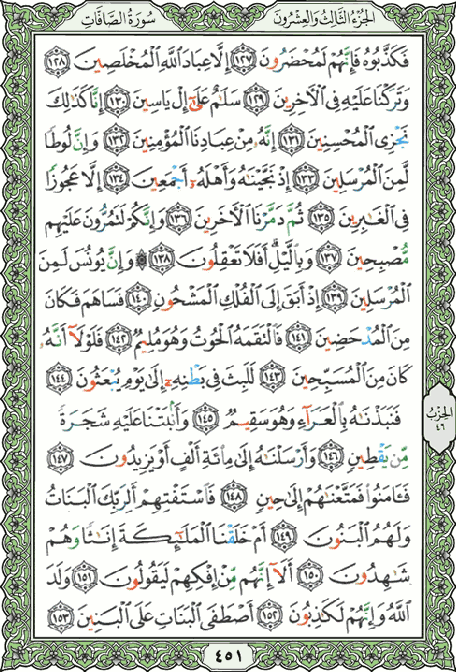 الجزء الثالث والعشرون
سورة الصافات
فَكَذَّبُوهُ فَإِنَّهُمْ لَمُحْضَرُونَ ١٢٧ إِلَّا عِبَادَ اللَّهِ الْمُخْلَصِينَ ١٢٨
وَتَرَكْنَا عَلَيْهِ فِي الْآخِرِينَ ١٢٩ سَلَامٌ عَلَىٰ إِلْ يَاسِينَ ١٣٠ إِنَّا كَذَٰلِكَ
نَجْزِي الْمُحْسِنِينَ ١٣١ إِنَّهُ مِنْ عِبَادِنَا الْمُؤْمِنِينَ ١٣٢ وَإِنَّ لُوطًا
لَّمِنَ الْمُرْسَلِينَ ١٣٣ إِذْ نَجَّيْنَاهُ وَأَهْلَهُ أَجْمَعِينَ ١٣٤ إِلَّا عَجُوزًا
فِي الْغَابِرِينَ ١٣٥ ثُمَّ دَمَّرْنَا الْآخَرِينَ ١٣٦ وَإِنَّكُمْ لَتَمُرُّونَ عَلَيْهِم
مُّصْبِحِينَ ١٣٧ وَبِاللَّيْلِ ۗ أَفَلَا تَعْقِلُونَ ١٣٨ ۞ وَإِنَّ يُونُسَ لَمِنَ
الْمُرْسَلِينَ ١٣٩ إِذْ أَبَقَ إِلَى الْفُلْكِ الْمَشْحُونِ ١٤٠ فَسَاهَمَ فَكَانَ
مِنَ الْمُدْحَضِينَ ١٤١ فَالْتَقَمَهُ الْحُوتُ وَهُوَ مُلِيمٌ ١٤٢ فَلَوْلَا أَنَّهُ
كَانَ مِنَ الْمُسَبِّحِينَ ١٤٣ لَلَبِثَ فِي بَطْنِهِ إِلَىٰ يَوْمِ يُبْعَثُونَ ١٤٤
فَنَبَذْنَاهُ بِالْعَرَاءِ وَهُوَ سَقِيمٌ ١٤٥ وَأَنبَتْنَا عَلَيْهِ شَجَرَةً
مِّن يَقْطِينٍ ١٤٦ وَأَرْسَلْنَاهُ إِلَىٰ مِائَةِ أَلْفٍ أَوْ يَزِيدُونَ ١٤٧
فَآمَنُوا فَمَتَّعْنَاهُمْ إِلَىٰ حِينٍ ١٤٨ فَاسْتَفْتِهِمْ أَلِرَبِّكَ الْبَنَاتُ
وَلَهُمُ الْبَنُونَ ١٤٩ أَمْ خَلَقْنَا الْمَلَائِكَةَ إِنَاثًا وَهُمْ
شَاهِدُونَ ١٥٠ أَلَا إِنَّهُم مِّنْ إِفْكِهِمْ لَيَقُولُونَ ١٥١ وَلَدَ
اللَّهُ وَإِنَّهُمْ لَكَاذِبُونَ ١٥٢ أَصْطَفَى الْبَنَاتِ عَلَى الْبَنِينَ ١٥٣
الحزب
٤٦
٤٥١